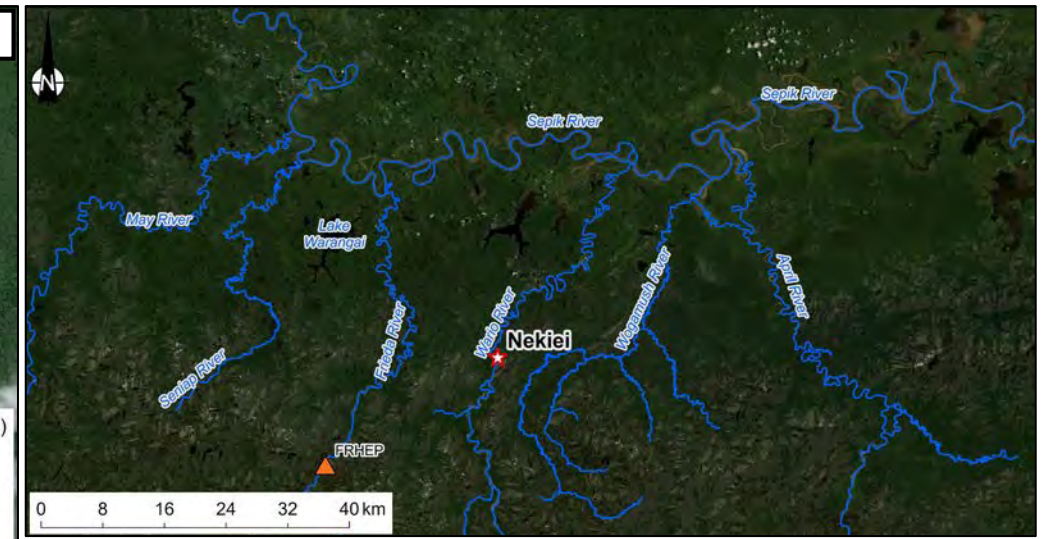 N
Sepik River
Sepik River
May River
Lake
Warangai
Seniap River
Frieda River
Wario River
Nekiei
Wogamush River
April River
FRHEP
)
0 8 16 24 32 40 km